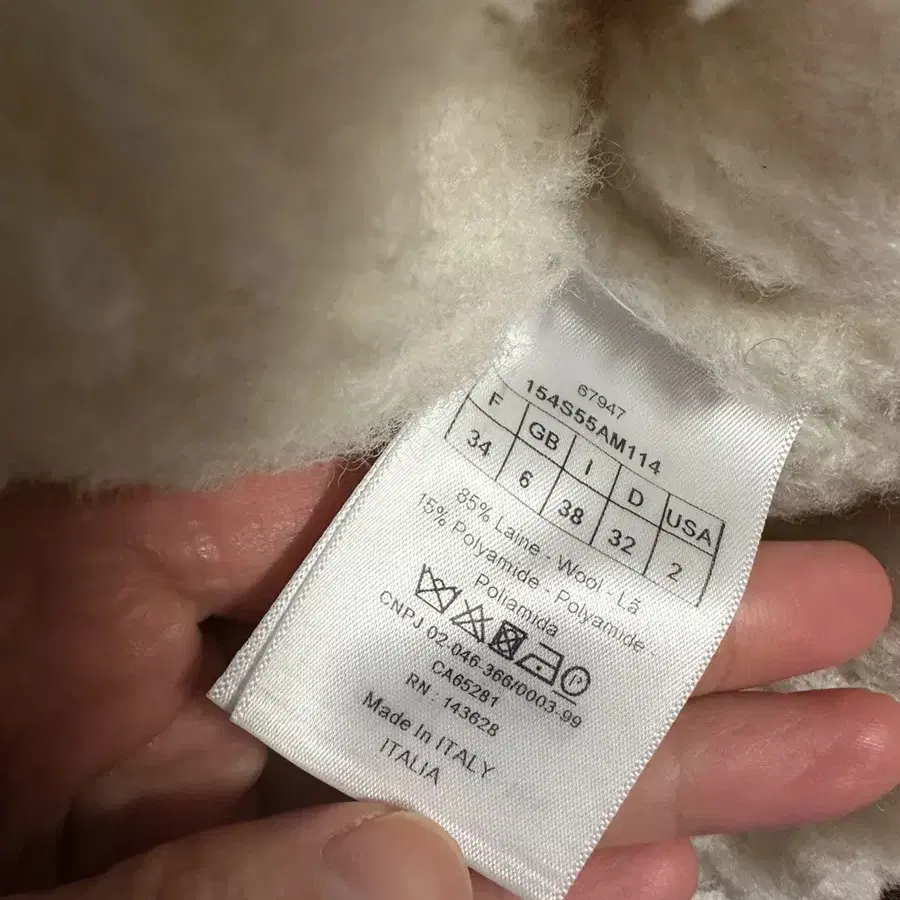 67947
154S55AM114
F GB I D USA
34 6 38 32 2
85% Laine - Wool - Lã
15% Polyamide - Polyamide -
Poliamida
P
CNPJ 02-046-366/0003-99
CA65281
RN : 143628
Made In ITALY
ITALIA